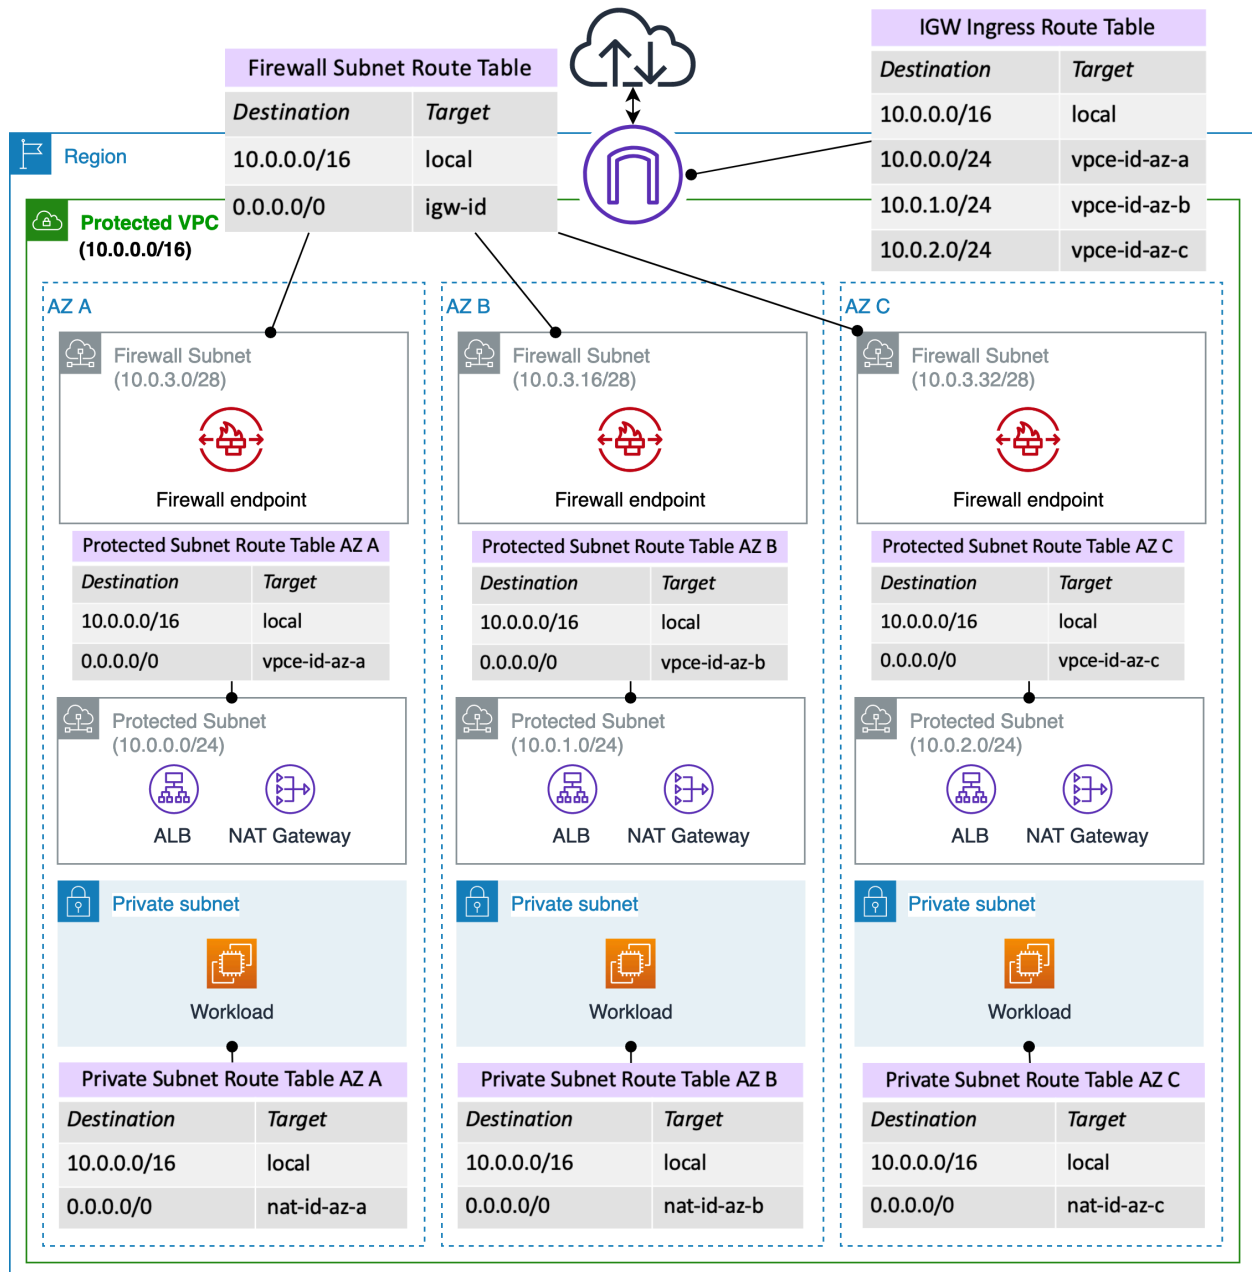 IGW Ingress Route Table
Destination Target
10.0.0.0/16 local
10.0.0.0/24 vpce-id-az-a
10.0.1.0/24 vpce-id-az-b
10.0.2.0/24 vpce-id-az-c
Firewall Subnet Route Table
Destination Target
10.0.0.0/16 local
0.0.0.0/0 igw-id
Region
Protected VPC
(10.0.0.0/16)
AZ A
Firewall Subnet
(10.0.3.0/28)
Firewall endpoint
Protected Subnet Route Table AZ A
Destination Target
10.0.0.0/16 local
0.0.0.0/0 vpce-id-az-a
Protected Subnet
(10.0.0.0/24)
ALB NAT Gateway
Private subnet
Workload
Private Subnet Route Table AZ A
Destination Target
10.0.0.0/16 local
0.0.0.0/0 nat-id-az-a
AZ B
Firewall Subnet
(10.0.3.16/28)
Firewall endpoint
Protected Subnet Route Table AZ B
Destination Target
10.0.0.0/16 local
0.0.0.0/0 vpce-id-az-b
Protected Subnet
(10.0.1.0/24)
ALB NAT Gateway
Private subnet
Workload
Private Subnet Route Table AZ B
Destination Target
10.0.0.0/16 local
0.0.0.0/0 nat-id-az-b
AZ C
Firewall Subnet
(10.0.3.32/28)
Firewall endpoint
Protected Subnet Route Table AZ C
Destination Target
10.0.0.0/16 local
0.0.0.0/0 vpce-id-az-c
Protected Subnet
(10.0.2.0/24)
ALB NAT Gateway
Private subnet
Workload
Private Subnet Route Table AZ C
Destination Target
10.0.0.0/16 local
0.0.0.0/0 nat-id-az-c